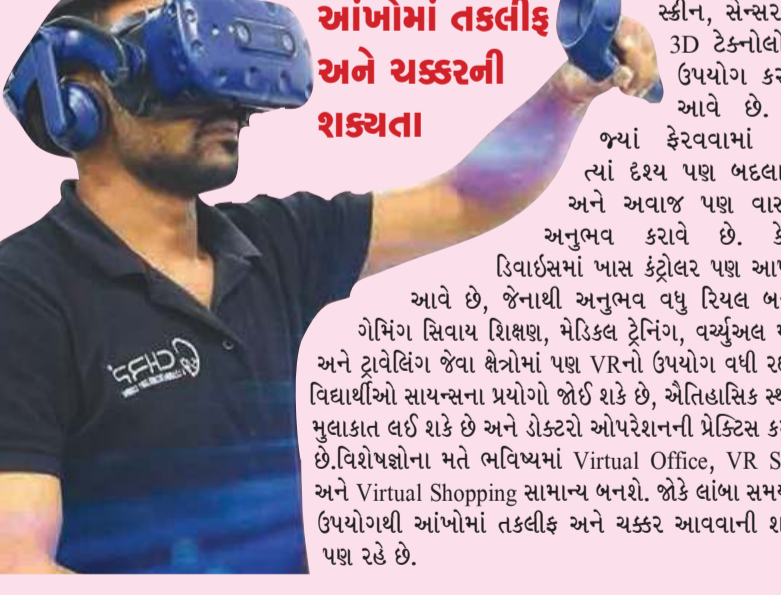 આંખોમાં તકલીફ
અને ચક્કરની
શક્યતા
સ્ક્રીન, સેન્સર
3D
ઉપયોગ
આવે છે.
જ્યાં ફેરવવામાં
ત્યાં દશ્ય પણ
અને અવાજ પણ
અનુભવ કરાવે છે.
ડિવાઇસમાં ખાસ કંટ્રોલર પણ
આવે છે, જેનાથી અનુભવ વધુ રિયલ
ગેમિંગ સિવાય શિક્ષણ, મેડિકલ ટ્રેનિંગ, વર્ચ્યુઅલ
અને ટ્રાવેલિંગ જેવા ક્ષેત્રોમાં પણ VRનો ઉપયોગ વધી
વિદ્યાર્થીઓ સાયન્સના પ્રયોગો જોઈ શકે છે, ઐતિહાસિક
મુલાકાત લઈ શકે છે અને ડોક્ટરો ઓપરેશનની પ્રેક્ટિસ
છે.વિશેષજ્ઞોના મતે ભવિષ્યમાં Virtual Office, VR
અને Virtual Shopping સામાન્ય બનશે. જોકે લાંબા
ઉપયોગથી આંખોમાં તકલીફ અને ચક્કર આવવાની
પણ રહે છે.